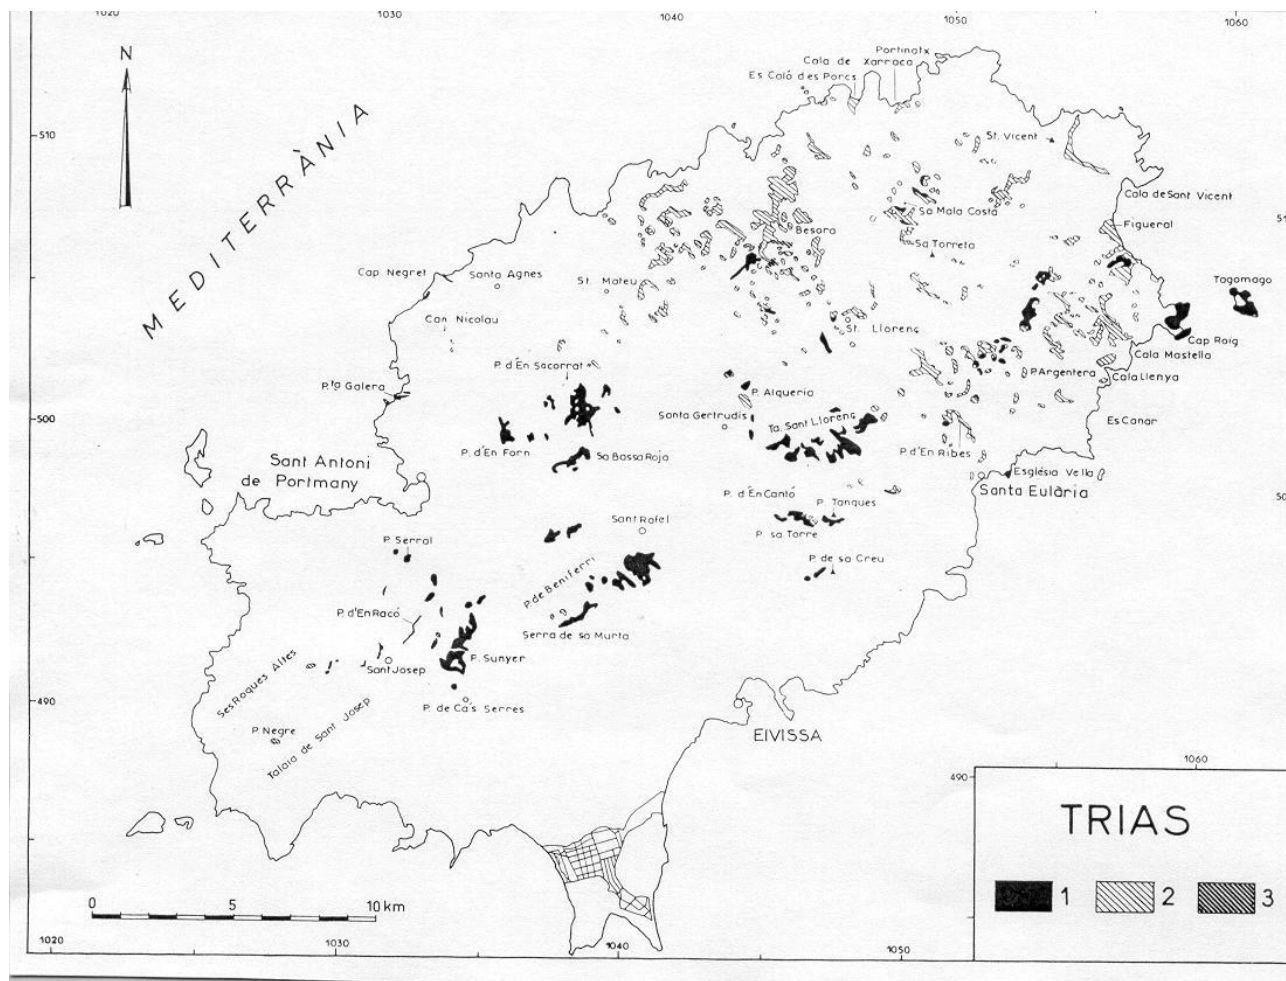 1030
1040
1050
1060
N
Portinatx
Cala de Xarraca
Es Caló des Porcs
510
MEDITERRÀNIA
St. Vicent
Cala de Sant Vicent
Sa Mala Costa
Figueral
Besora
Sa Torreta
Cap Negret
Santa Agnes
St. Mateu
Tagomago
Can Nicolau
St. Llorenç
Cap Roig
Cala Mastella
P. d'En Socorrat
P. Argentera
Cala Llenya
P. ta Galera
P. Alqueria
Santa Gertrudis
Ta. Sant Llorenç
Es Canar
500
P. d'En Forn
Sa Bassa Roja
P. d'En Ribes
Sant Antoni
de Portmany
Església Vella
Santa Eulària
P. d'En Cantó
P. Tanques
Sant Rafel
P. sa Torre
P. Serral
P. de sa Creu
P. de Beniferri
P. d'En Racó
Serra de sa Murta
P. Sunyer
Sant Josep
Ses Roques Altes
490
P. de Ca's Serres
P. Negre
Talaia de Sant Josep
EIVISSA
1060
490
TRIAS
1
2
3
0
5
10 km
1020
1030
1040
1050